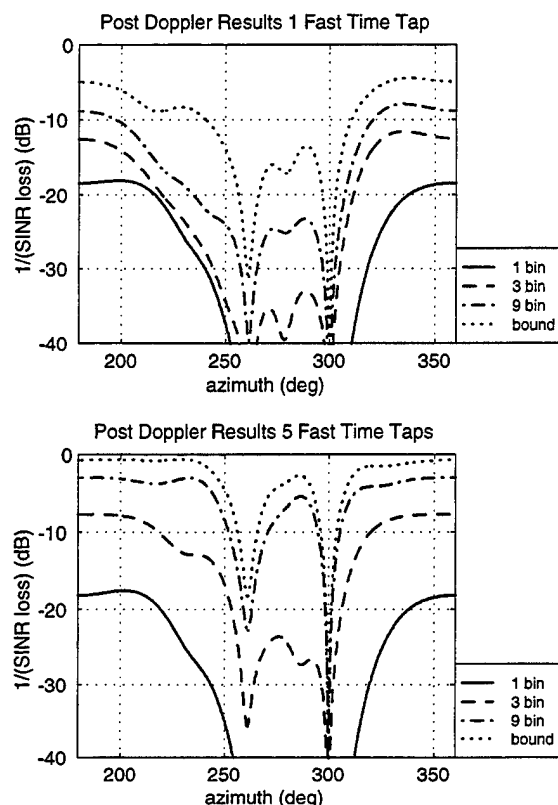 Post Doppler Results 1 Fast Time Tap
0
-10
-20
-30
-40
1/(SINR loss) (dB)
200 250 300 350
azimuth (deg)
1 bin
3 bin
9 bin
bound
Post Doppler Results 5 Fast Time Taps
0
-10
-20
-30
-40
1/(SINR loss) (dB)
200 250 300 350
azimuth (deg)
1 bin
3 bin
9 bin
bound